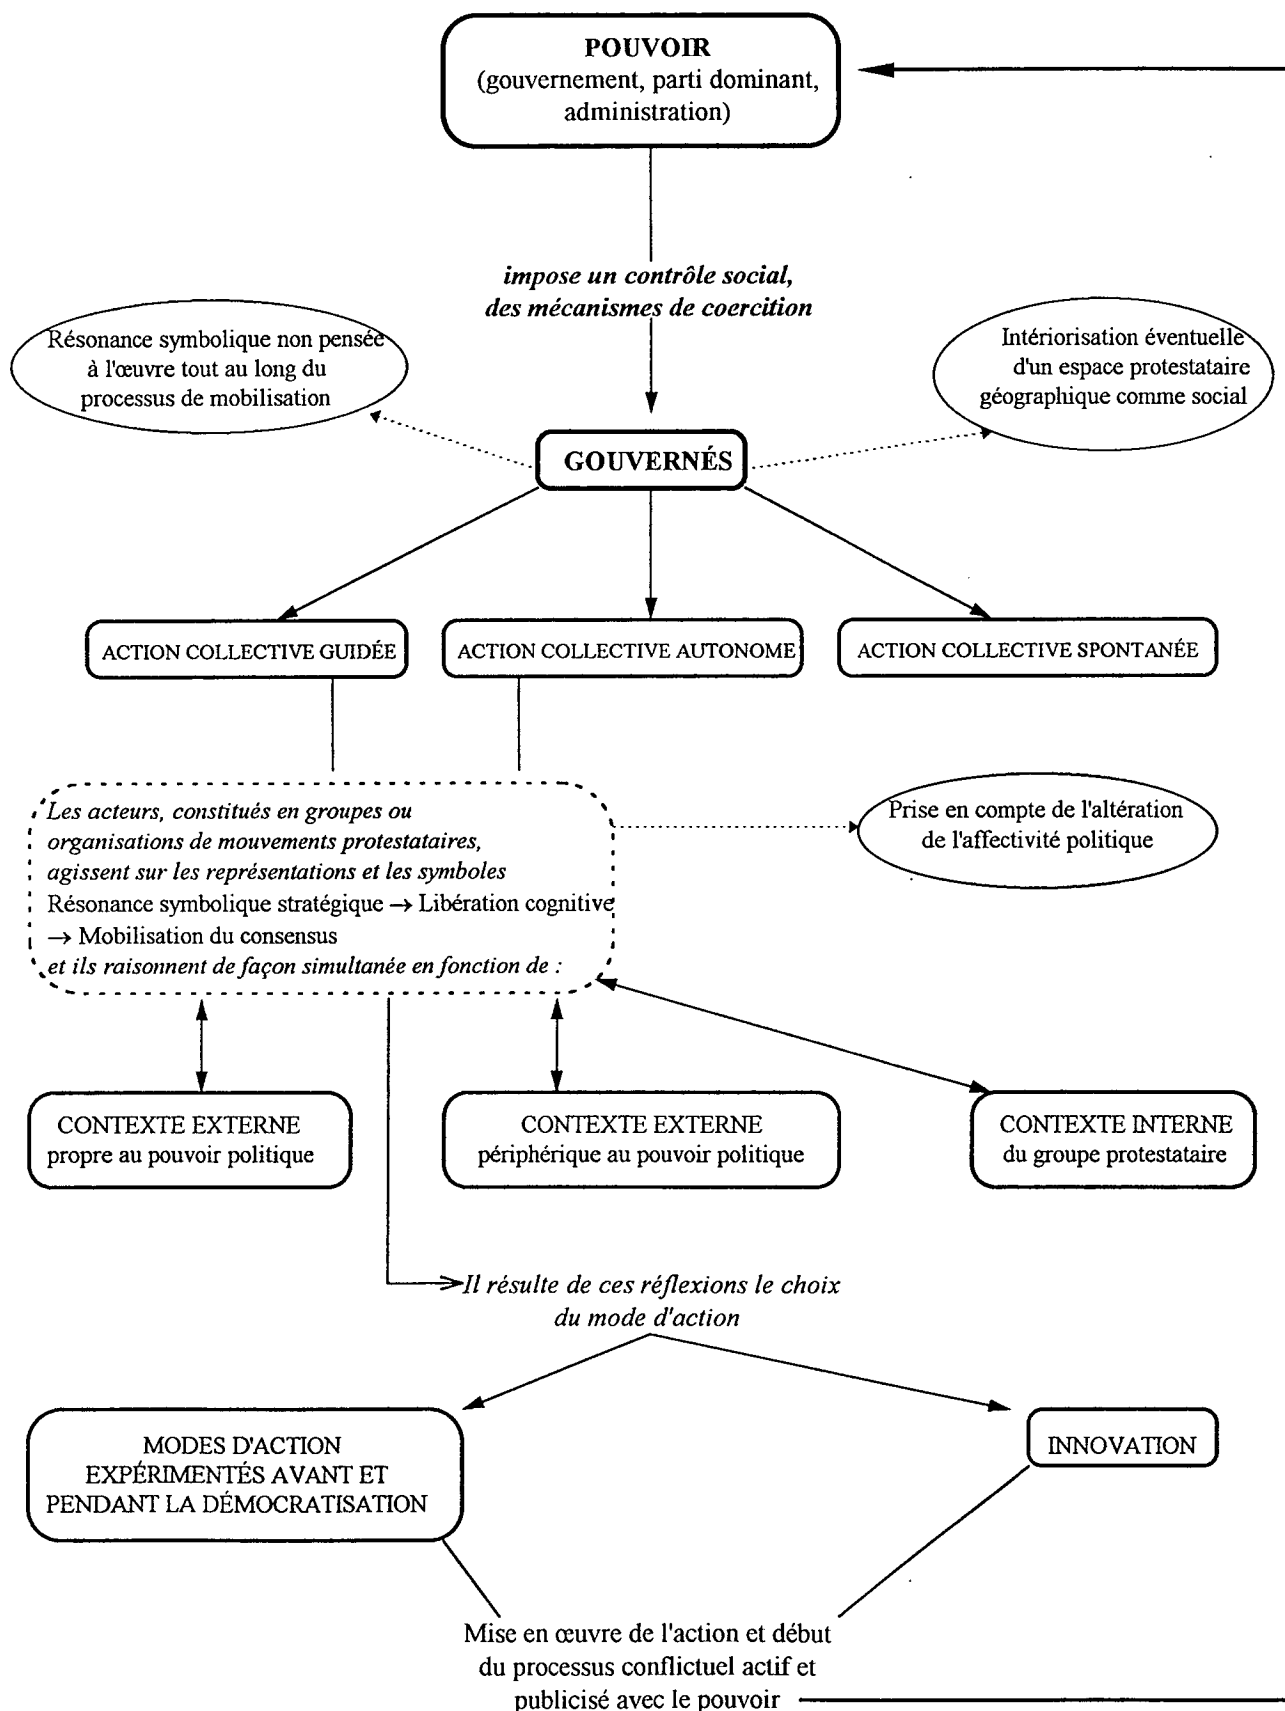 POUVOIR
(gouvernement, parti dominant,
administration)
impose un contrôle social,
des mécanismes de coercition
Résonance symbolique non pensée
à l'œuvre tout au long du
processus de mobilisation
Intériorisation éventuelle
d'un espace protestataire
géographique comme social
GOUVERNÉS
ACTION COLLECTIVE GUIDÉE
ACTION COLLECTIVE AUTONOME
ACTION COLLECTIVE SPONTANÉE
Les acteurs, constitués en groupes ou
organisations de mouvements protestataires,
agissent sur les représentations et les symboles
Résonance symbolique stratégique → Libération cognitive
→ Mobilisation du consensus
et ils raisonnent de façon simultanée en fonction de :
Prise en compte de l'altération
de l'affectivité politique
CONTEXTE EXTERNE
propre au pouvoir politique
CONTEXTE EXTERNE
périphérique au pouvoir politique
CONTEXTE INTERNE
du groupe protestataire
Il résulte de ces réflexions le choix
du mode d'action
MODES D'ACTION
EXPÉRIMENTÉS AVANT ET
PENDANT LA DÉMOCRATISATION
INNOVATION
Mise en œuvre de l'action et début
du processus conflictuel actif et
publicisé avec le pouvoir